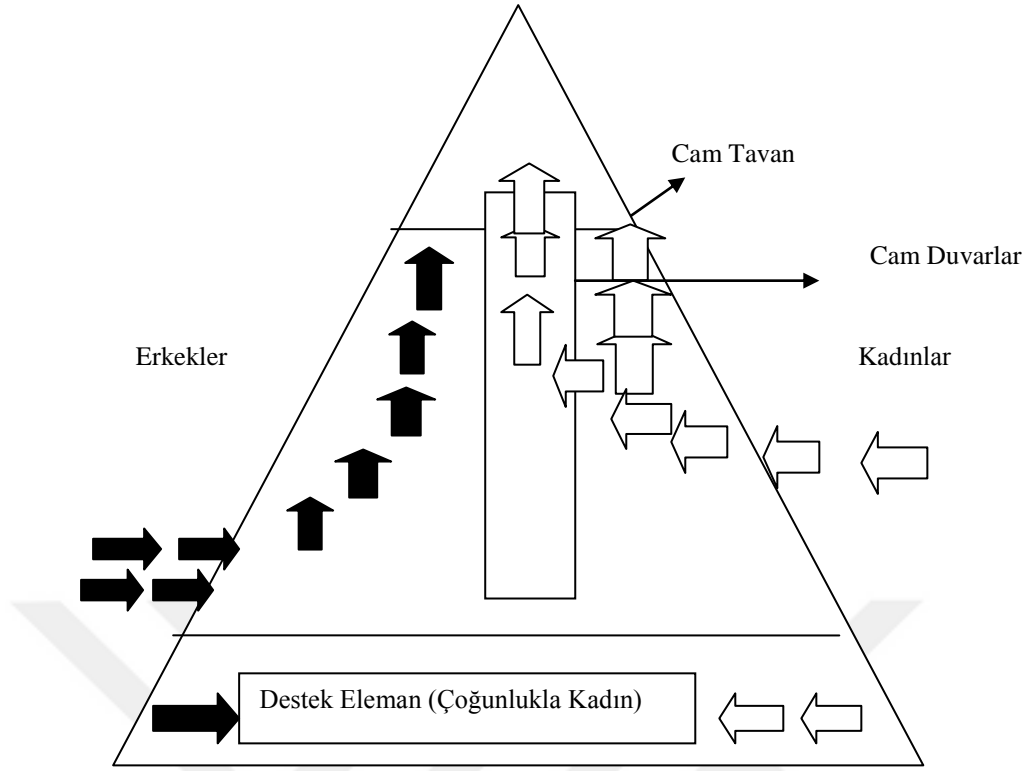 Cam Tavan
Cam Duvarlar
Erkekler
Kadınlar
Destek Eleman (Çoğunlukla Kadın)